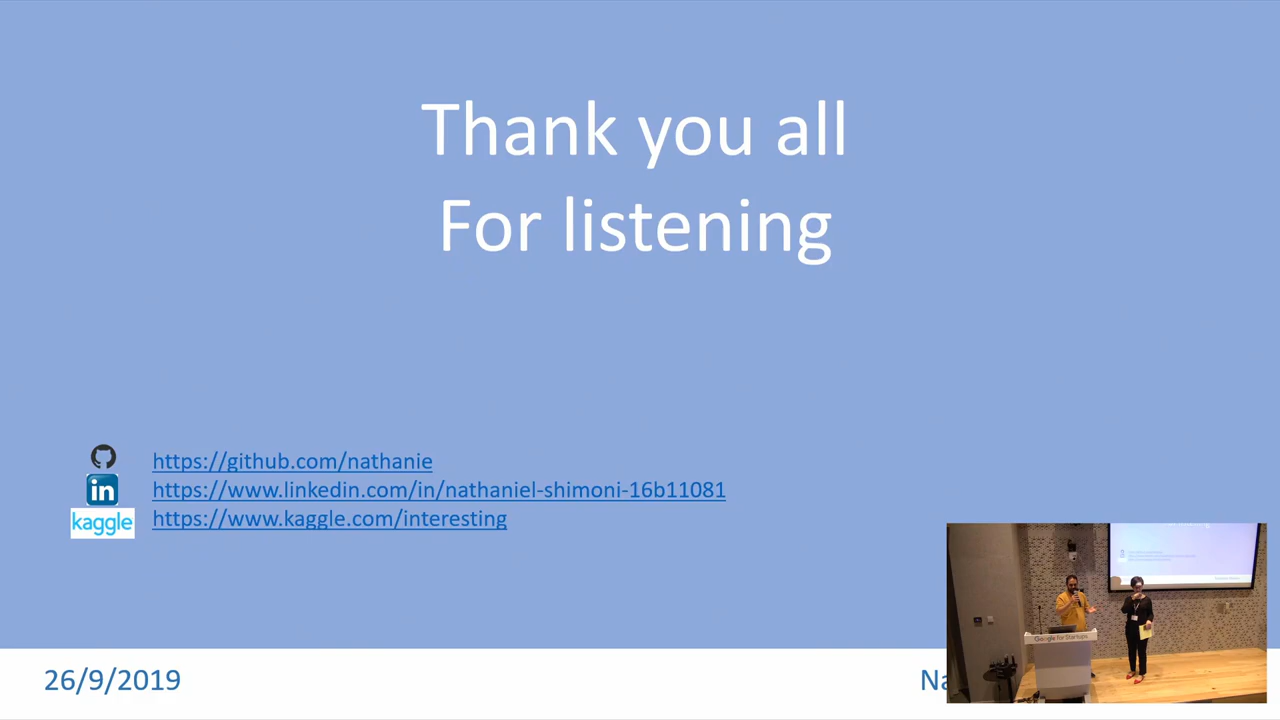 Thank you all
For listening
https://github.com/nathanie
in https://www.linkedin.com/in/nathaniel-shimoni-16b11081
kaggle https://www.kaggle.com/interesting
26/9/2019
Na
Google for Startups